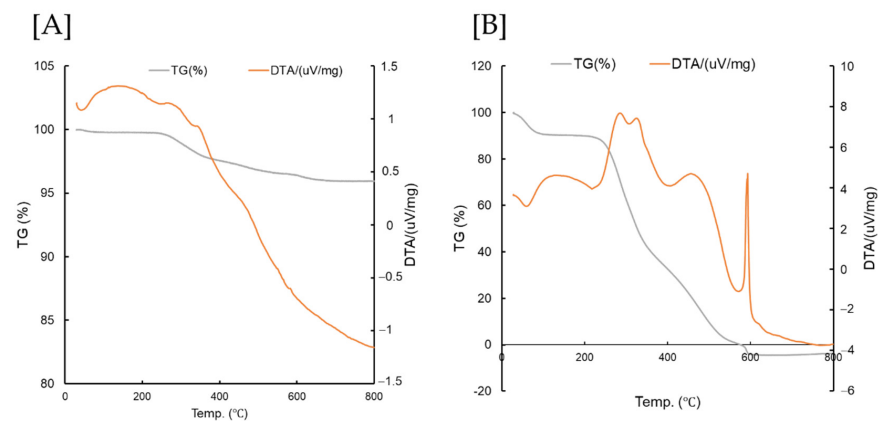 [A]
TG(%) DTA/(uV/mg)
105
100
95
90
85
80
TG (%)
1.5
1
0.5
0
−0.5
−1
−1.5
DTA/(uV/mg)
0 200 400 600 800
Temp. (℃)
[B]
TG(%) DTA/(uV/mg)
120
100
80
60
40
20
0
-20
TG (%)
10
8
6
4
2
0
−2
−4
−6
DTA/(uV/mg)
0 200 400 600 800
Temp. (℃)